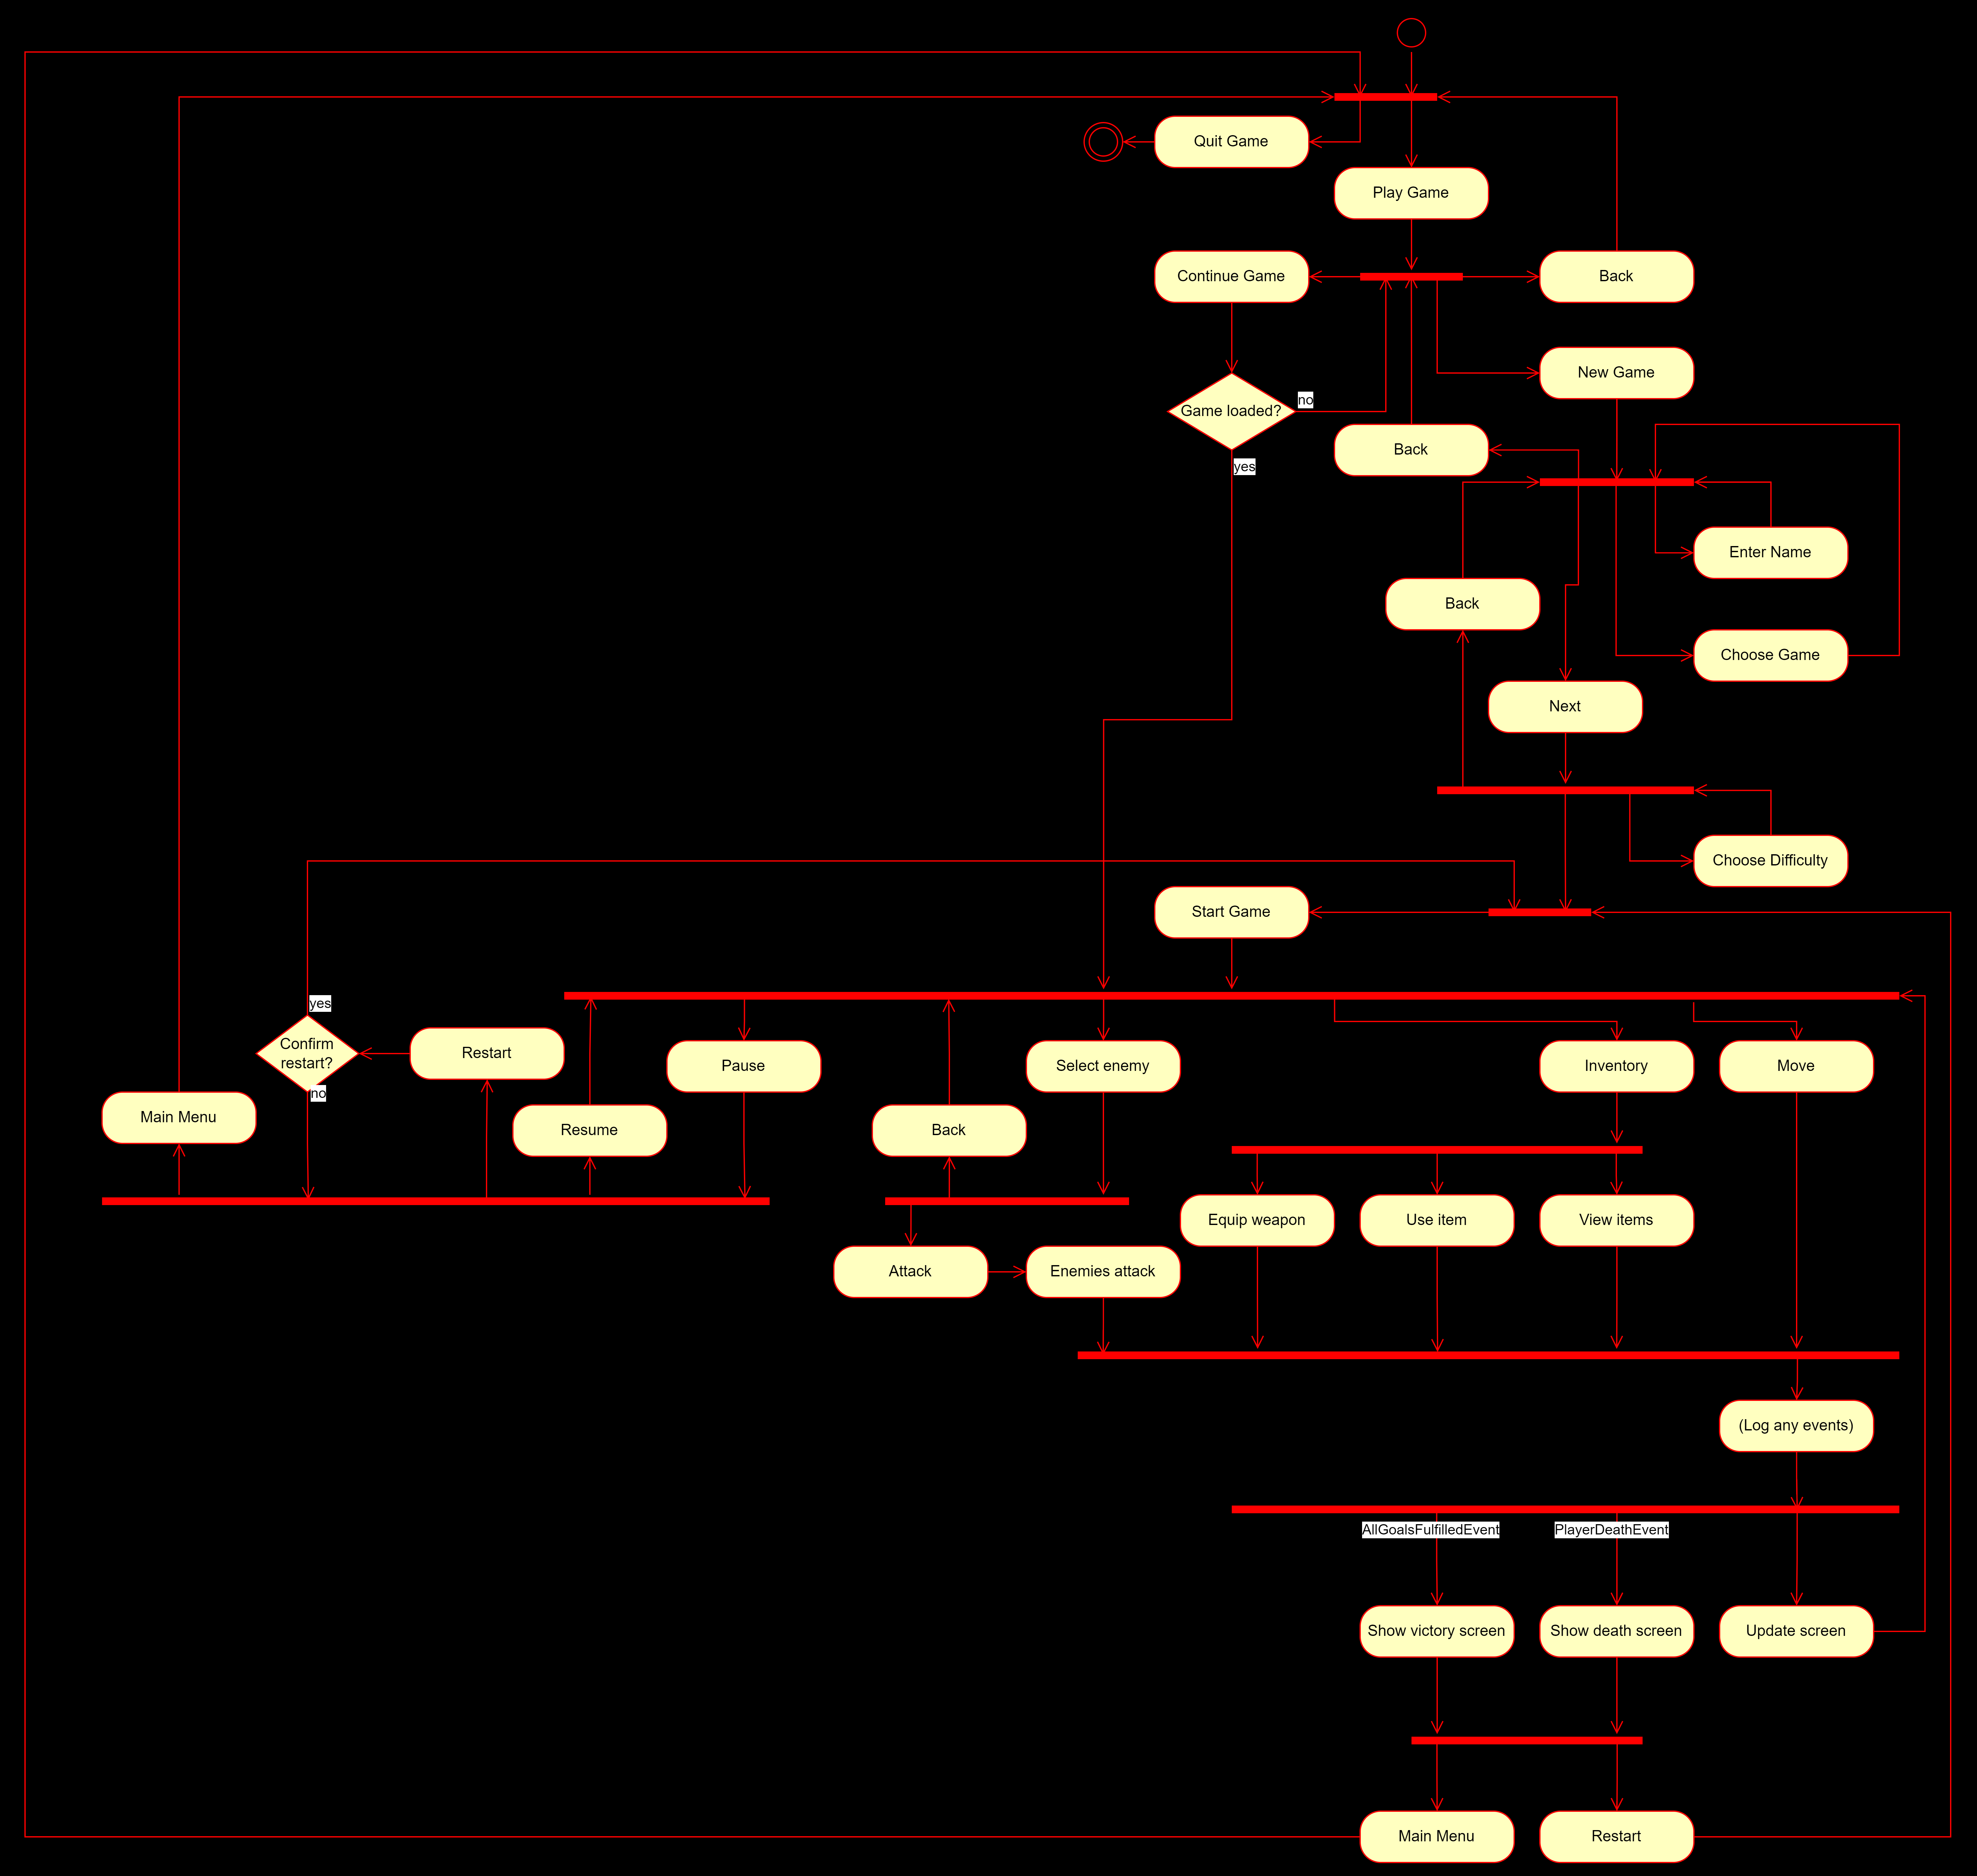 Quit Game
Play Game
Continue Game
Back
New Game
no
Game loaded?
Back
yes
Enter Name
Back
Choose Game
Next
Choose Difficulty
Start Game
yes
Confirm
restart?
Restart
Pause
Select enemy
Inventory
Move
no
Main Menu
Resume
Back
Equip weapon
Use item
View items
Attack
Enemies attack
(Log any events)
AllGoalsFulfilledEvent
PlayerDeathEvent
Show victory screen
Show death screen
Update screen
Main Menu
Restart